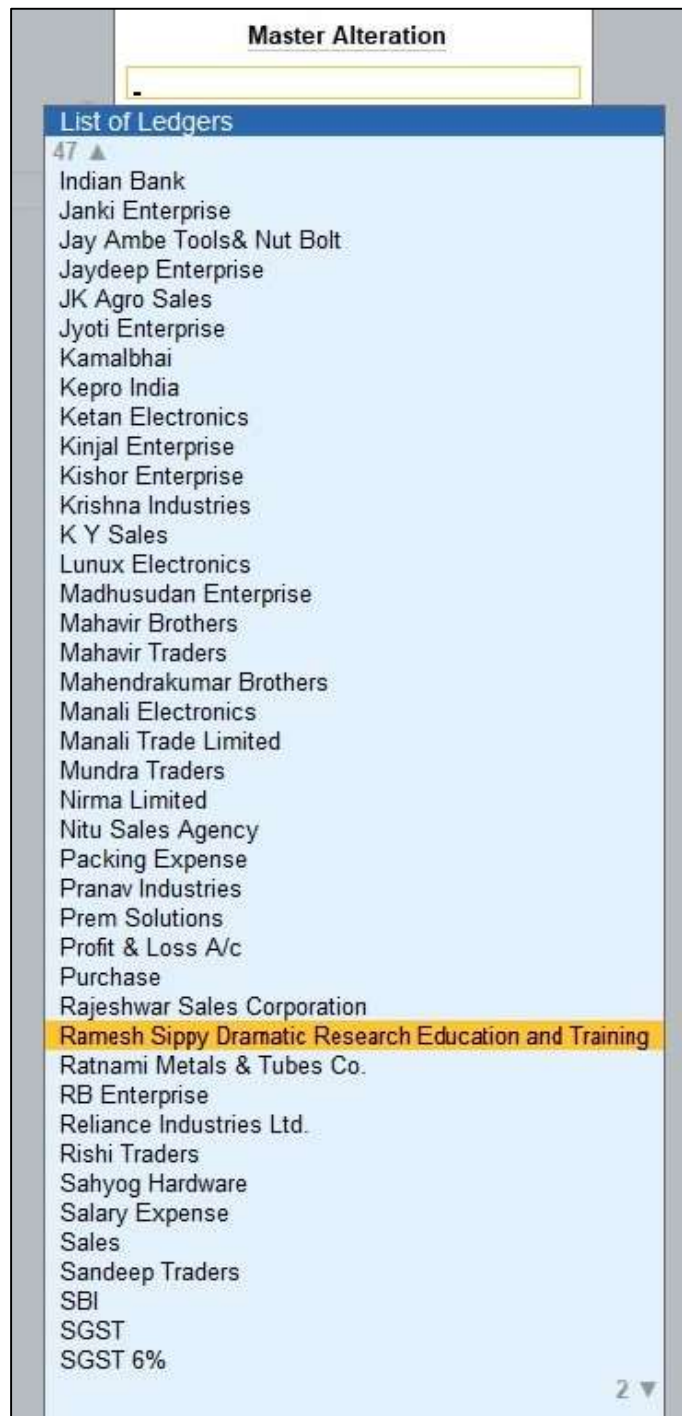 Master Alteration
List of Ledgers
47 ▲
Indian Bank
Janki Enterprise
Jay Ambe Tools& Nut Bolt
Jaydeep Enterprise
JK Agro Sales
Jyoti Enterprise
Kamalbhai
Kepro India
Ketan Electronics
Kinjal Enterprise
Kishor Enterprise
Krishna Industries
K Y Sales
Lunux Electronics
Madhusudan Enterprise
Mahavir Brothers
Mahavir Traders
Mahendrakumar Brothers
Manali Electronics
Manali Trade Limited
Mundra Traders
Nirma Limited
Nitu Sales Agency
Packing Expense
Pranav Industries
Prem Solutions
Profit & Loss A/c
Purchase
Rajeshwar Sales Corporation
Ramesh Sippy Dramatic Research Education and Training
Ratnami Metals & Tubes Co.
RB Enterprise
Reliance Industries Ltd.
Rishi Traders
Sahyog Hardware
Salary Expense
Sales
Sandeep Traders
SBI
SGST
SGST 6%
2 ▼